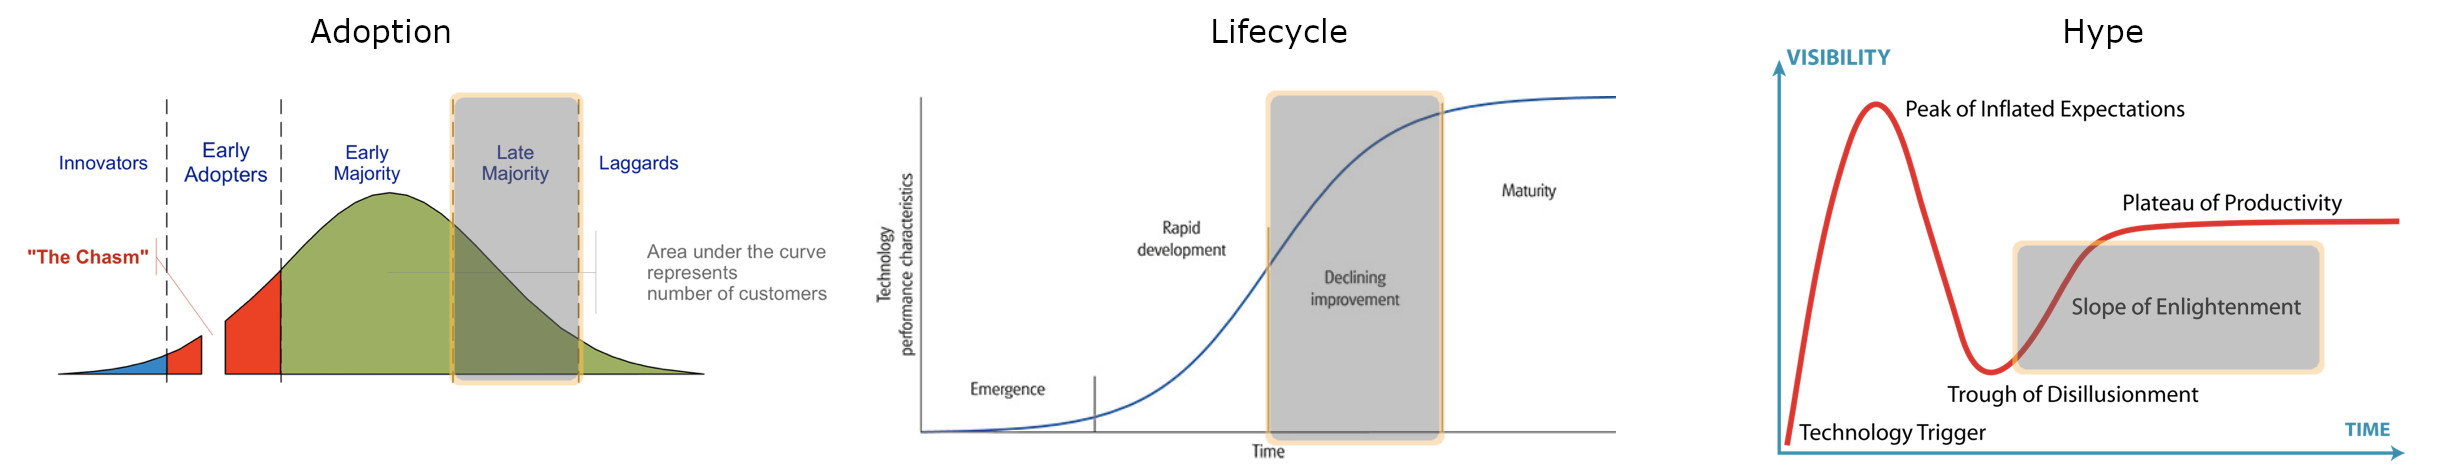 Adoption
Innovators
Early
Adopters
Early
Majority
Late
Majority
Laggards
"The Chasm"
Area under the curve
represents
number of customers
Lifecycle
Technology
performance characteristics
Emergence
Rapid
development
Declining
improvement
Maturity
Time
Hype
VISIBILITY
Peak of Inflated Expectations
Plateau of Productivity
Slope of Enlightenment
Trough of Disillusionment
Technology Trigger
TIME